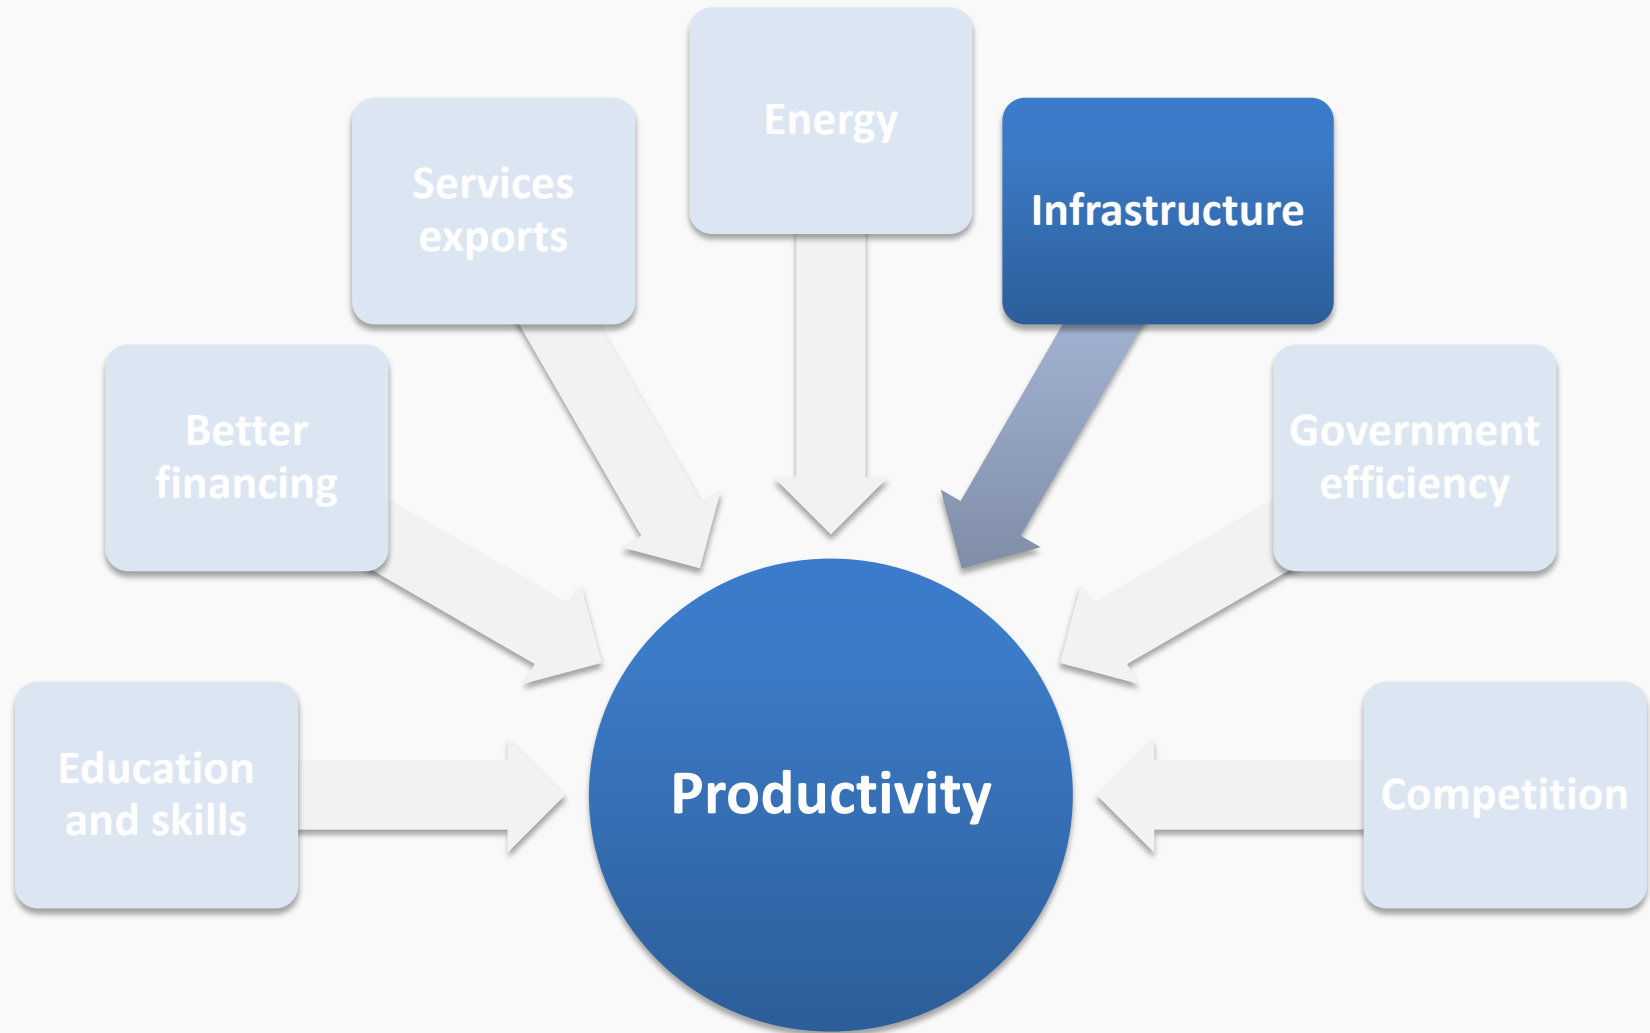 Energy
Services
exports
Infrastructure
Better
financing
Government
efficiency
Education
and skills
Productivity
Competition